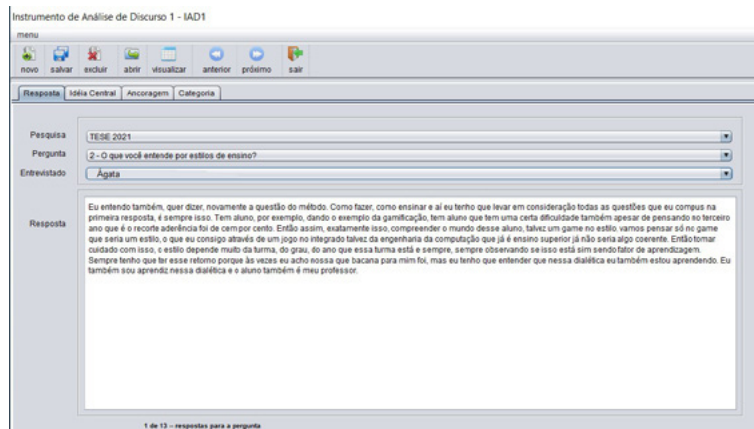 Instrumento de Análise de Discurso 1 - IAD1
menu
novo salvar excluir abrir visualizar anterior próximo sair
Resposta Idéia Central Ancoragem Categoria
Pesquisa TESE 2021
Pergunta 2 - O que você entende por estilos de ensino?
Entrevistado Ágata
Resposta
Eu entendo também, quer dizer, novamente a questão do método. Como fazer, como ensinar e aí eu tenho que levar em consideração todas as questões que eu compus na
primeira resposta, é sempre isso. Tem aluno, por exemplo, dando o exemplo da gamificação, tem aluno que tem uma certa dificuldade também apesar de pensando no terceiro
ano que é o recorte aderência foi de cem por cento. Então assim, exatamente isso, compreender o mundo desse aluno, talvez um game no estilo. vamos pensar só no game
que seria um estilo, o que eu consigo através de um jogo no integrado talvez da engenharia da computação que já é ensino superior já não seria algo coerente. Então tomar
cuidado com isso, o estilo depende muito da turma, do grau, do ano que essa turma está e sempre, sempre observando se isso está sim sendo fator de aprendizagem.
Sempre tenho que ter esse retorno porque às vezes eu acho nossa que bacana para mim foi, mas eu tenho que entender que nessa dialética eu também estou aprendendo. Eu
também sou aprendiz nessa dialética e o aluno também é meu professor.
1 de 13 – respostas para a pergunta